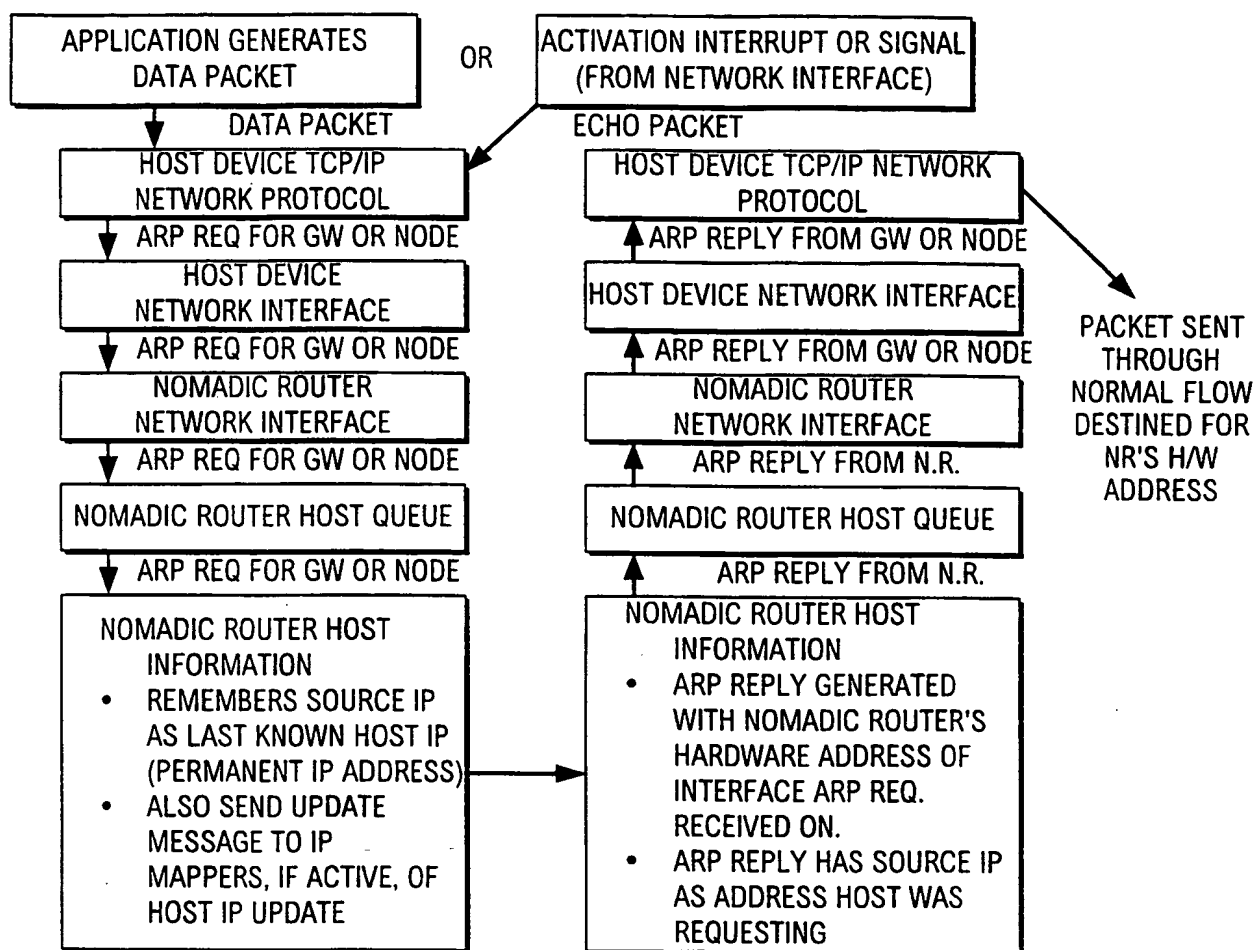 APPLICATION GENERATES
DATA PACKET
OR
ACTIVATION INTERRUPT OR SIGNAL
(FROM NETWORK INTERFACE)
DATA PACKET
ECHO PACKET
HOST DEVICE TCP/IP
NETWORK PROTOCOL
ARP REQ FOR GW OR NODE
HOST DEVICE
NETWORK INTERFACE
ARP REQ FOR GW OR NODE
NOMADIC ROUTER
NETWORK INTERFACE
ARP REQ FOR GW OR NODE
NOMADIC ROUTER HOST QUEUE
ARP REQ FOR GW OR NODE
NOMADIC ROUTER HOST
INFORMATION
• REMEMBERS SOURCE IP
AS LAST KNOWN HOST IP
(PERMANENT IP ADDRESS)
• ALSO SEND UPDATE
MESSAGE TO IP
MAPPERS, IF ACTIVE, OF
HOST IP UPDATE
HOST DEVICE TCP/IP NETWORK
PROTOCOL
ARP REPLY FROM GW OR NODE
HOST DEVICE NETWORK INTERFACE
ARP REPLY FROM GW OR NODE
NOMADIC ROUTER
NETWORK INTERFACE
ARP REPLY FROM N.R.
NOMADIC ROUTER HOST QUEUE
ARP REPLY FROM N.R.
NOMADIC ROUTER HOST
INFORMATION
• ARP REPLY GENERATED
WITH NOMADIC ROUTER'S
HARDWARE ADDRESS OF
INTERFACE ARP REQ.
RECEIVED ON.
• ARP REPLY HAS SOURCE IP
AS ADDRESS HOST WAS
REQUESTING
PACKET SENT
THROUGH
NORMAL FLOW
DESTINED FOR
NR'S H/W
ADDRESS